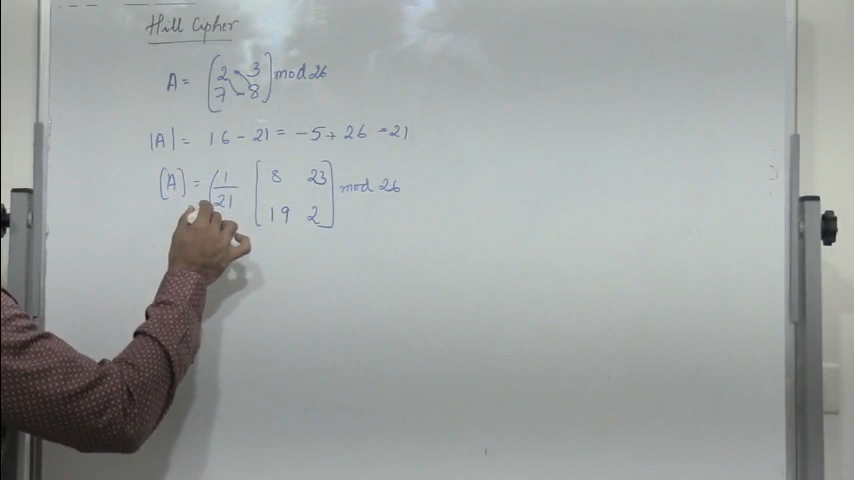 Hill Cipher
A = [2 3
7 8] mod 26
|A| = 16 - 21 = -5 + 26 = 21
[A] = (1/21 [8 23
19 2] mod 26